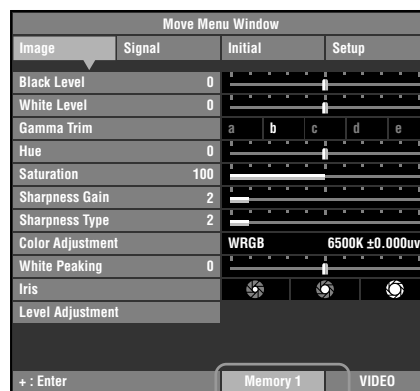 Move Menu Window
Image Signal Initial Setup
Black Level 0
White Level 0
Gamma Trim a b c d e
Hue 0
Saturation 100
Sharpness Gain 2
Sharpness Type 2
Color Adjustment WRGB 6500K ±0.000uv
White Peaking 0
Iris
Level Adjustment
+ : Enter Memory 1 VIDEO